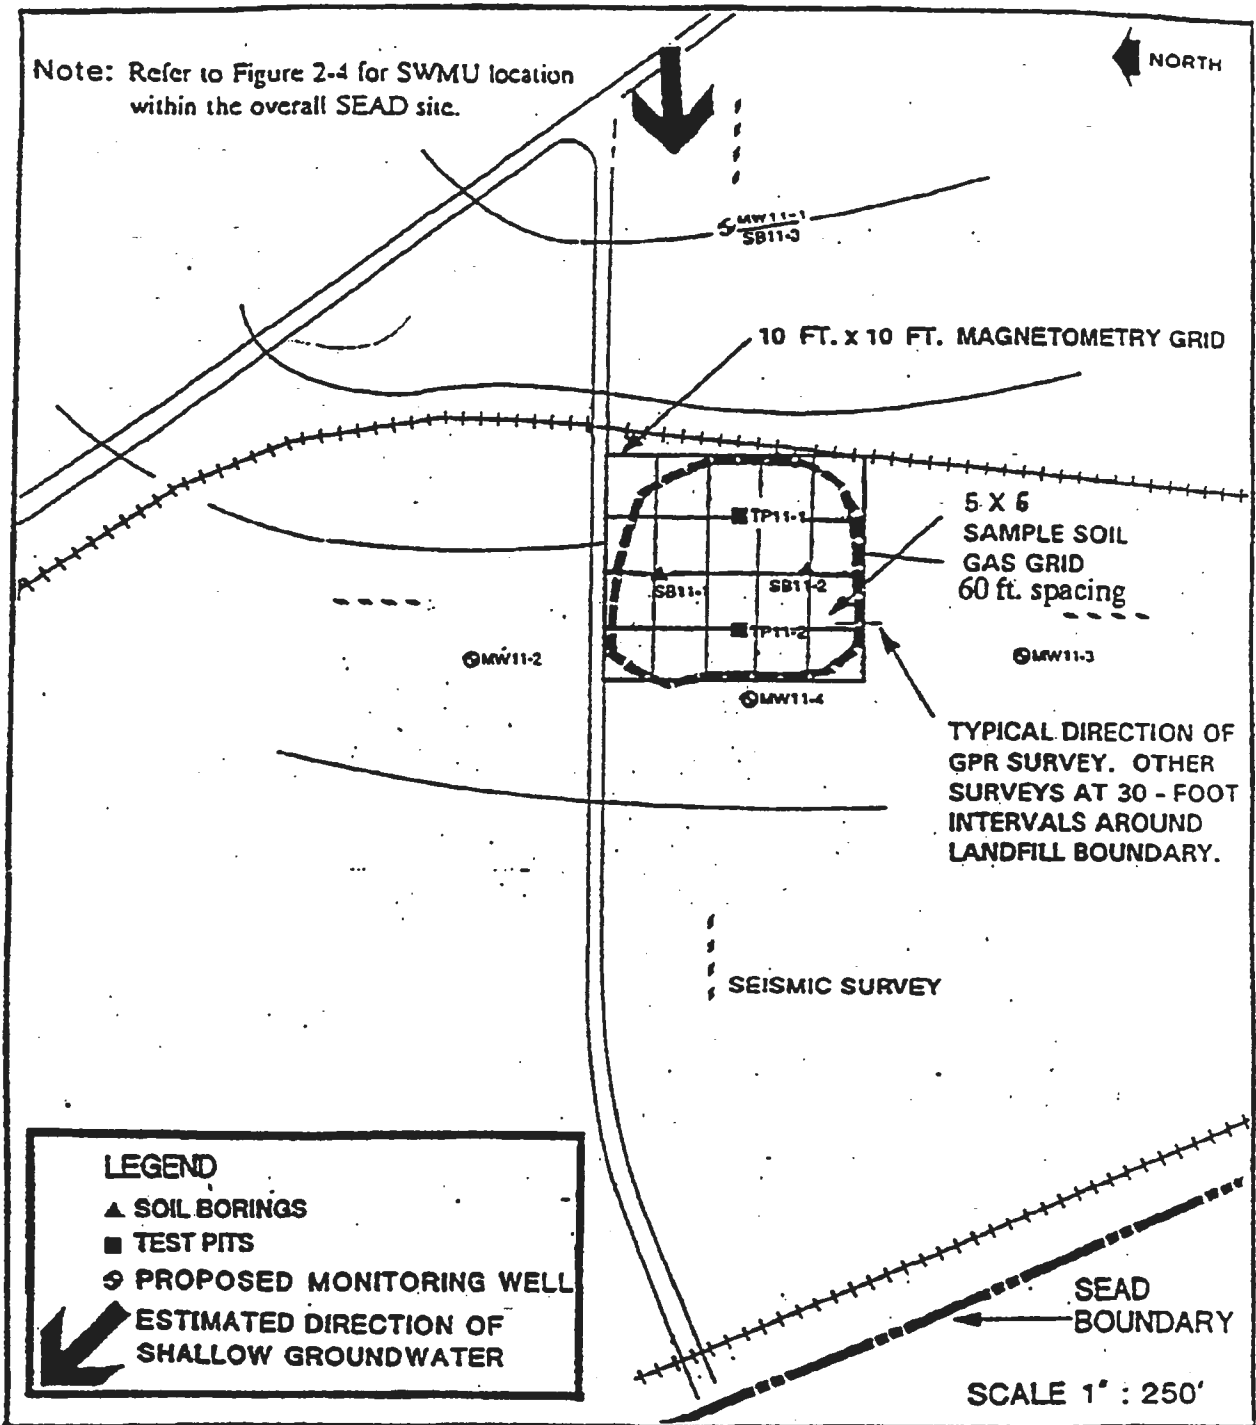 Note: Refer to Figure 2-4 for SWMU location
within the overall SEAD site.
NORTH
MW11-1
SB11-3
10 FT. x 10 FT. MAGNETOMETRY GRID
TP11-1
5 X 6
SAMPLE SOIL
GAS GRID
60 ft. spacing
SB11-1
SB11-2
TP11-2
MW11-2
MW11-3
MW11-4
TYPICAL DIRECTION OF
GPR SURVEY. OTHER
SURVEYS AT 30 - FOOT
INTERVALS AROUND
LANDFILL BOUNDARY.
SEISMIC SURVEY
LEGEND
SOIL BORINGS
TEST PITS
PROPOSED MONITORING WELL
ESTIMATED DIRECTION OF
SHALLOW GROUNDWATER
SEAD
BOUNDARY
SCALE 1" : 250'